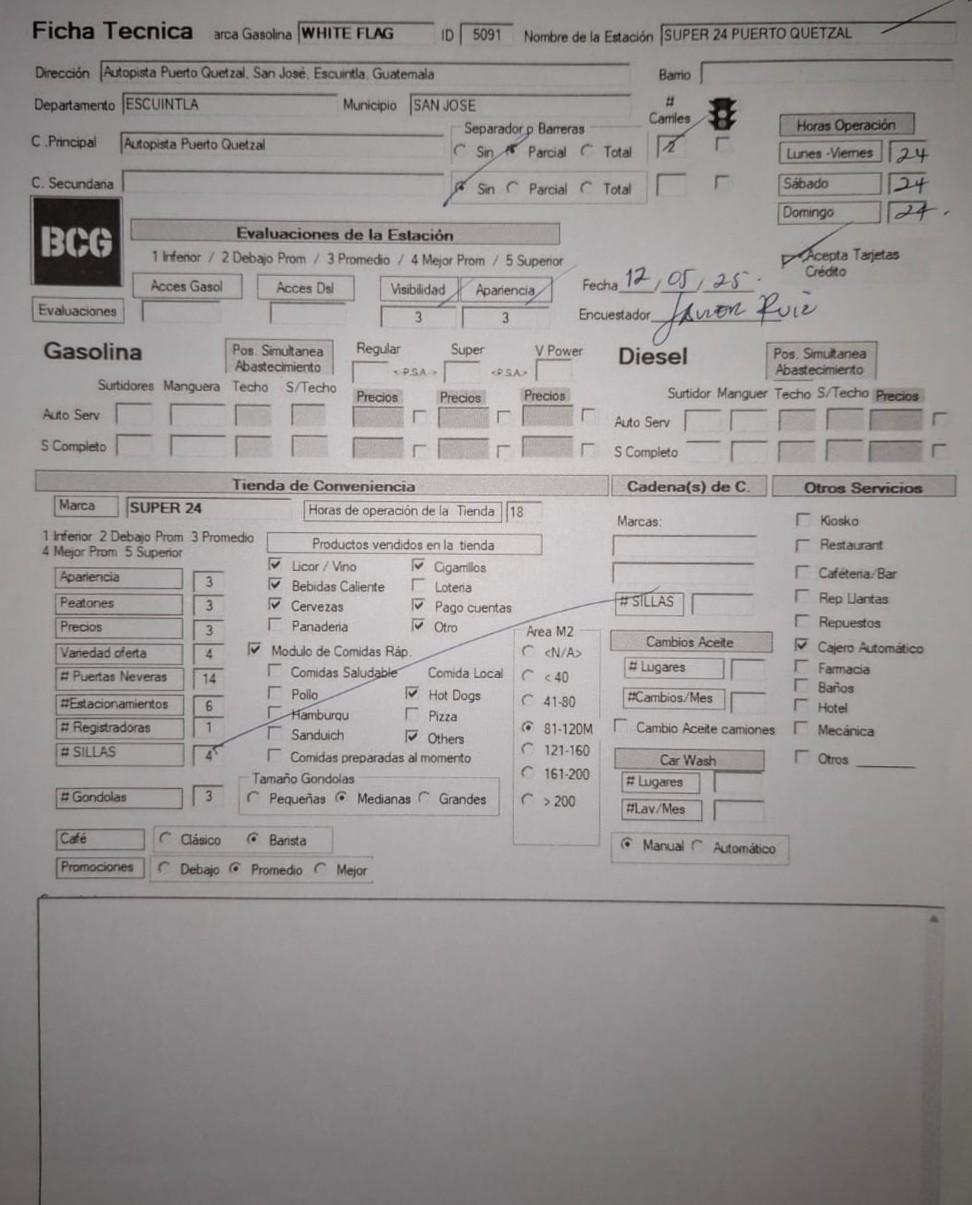 Ficha Tecnica arca Gasolina WHITE FLAG ID 5091 Nombre de la Estación SUPER 24 PUERTO QUETZAL
Dirección Autopista Puerto Quetzal, San José, Escuintla, Guatemala Barrio
Departamento ESCUINTLA Municipio SAN JOSE # Carriles
C .Principal Autopista Puerto Quetzal Separador o Barreras Sin Parcial Total
C. Secundaria Sin Parcial Total
Horas Operación
Lunes -Viernes 24
Sábado 24
Domingo 24.
BCG
Evaluaciones de la Estación
1 Inferior / 2 Debajo Prom / 3 Promedio / 4 Mejor Prom / 5 Superior
Acepta Tarjetas Crédito
Acces Gasol Acces Dsl Visibilidad Apariencia
Evaluaciones 3 3
Fecha 12, 05, 25.
Encuestador Javier Ruiz
Gasolina Pos. Simultanea Abastecimiento Regular Super V Power
<-P.S.A.-> <P.S.A.>
Surtidores Manguera Techo S/Techo Precios Precios Precios
Auto Serv
S Completo
Diesel Pos. Simultanea Abastecimiento
Surtidor Manguer Techo S/Techo Precios
Auto Serv
S Completo
Tienda de Conveniencia
Marca SUPER 24 Horas de operación de la Tienda 18
1 Inferior 2 Debajo Prom 3 Promedio
4 Mejor Prom 5 Superior
Apariencia 3
Peatones 3
Precios 3
Variedad oferta 4
# Puertas Neveras 14
#Estacionamientos 6
# Registradoras 1
# SILLAS 4
# Gondolas 3
Productos vendidos en la tienda
Licor / Vino Cigarrillos
Bebidas Caliente Loteria
Cervezas Pago cuentas
Panaderia Otro
Modulo de Comidas Ráp.
Comidas Saludable Comida Local
Pollo Hot Dogs
Hamburqu Pizza
Sanduich Others
Comidas preparadas al momento
Tamaño Gondolas
Pequeñas Medianas Grandes
Area M2
<N/A>
< 40
41-80
81-120M
121-160
161-200
> 200
Café Clásico Barista
Promociones Debajo Promedio Mejor
Cadena(s) de C.
Marcas:
# SILLAS
Cambios Aceite
# Lugares
#Cambios/Mes
Cambio Aceite camiones
Car Wash
# Lugares
#Lav/Mes
Manual Automático
Otros Servicios
Kiosko
Restaurant
Cafétería/Bar
Rep Llantas
Repuestos
Cajero Automático
Farmacia
Baños
Hotel
Mecánica
Otros